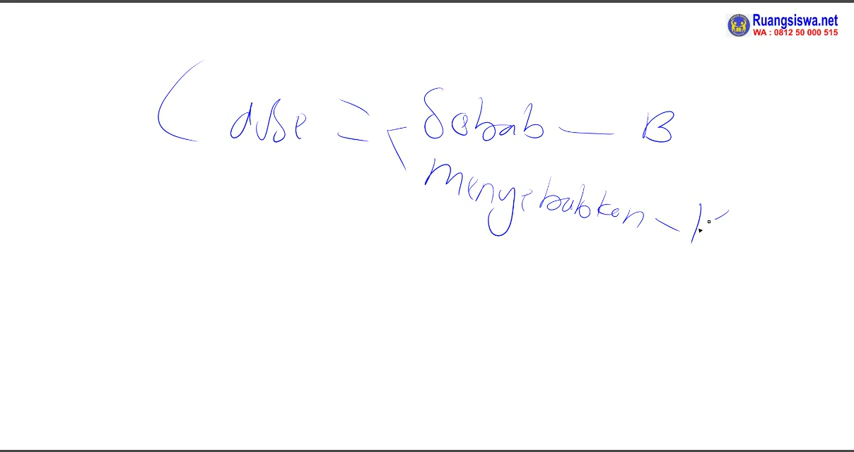 Ruangsiswa.net
WA : 0812 50 000 515
Cause = Sebab — B
menyebabkan — K